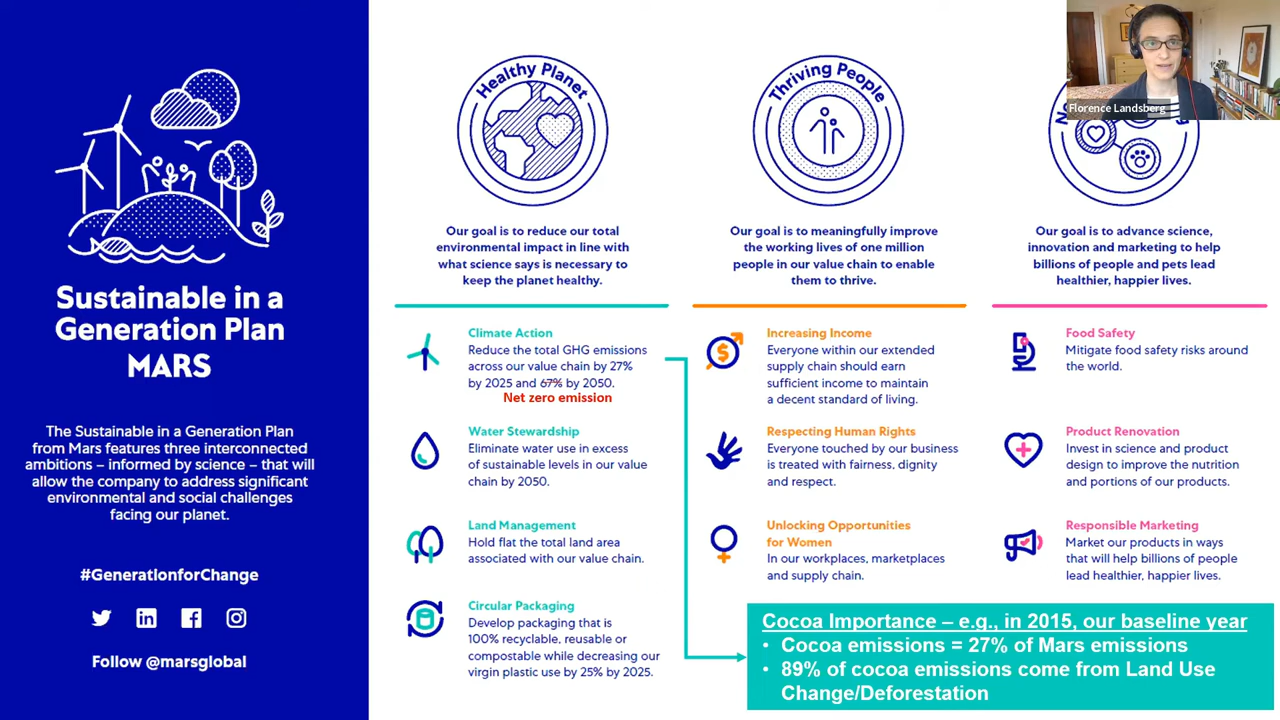 Sustainable in a
Generation Plan
MARS
The Sustainable in a Generation Plan
from Mars features three interconnected
ambitions – informed by science – that will
allow the company to address significant
environmental and social challenges
facing our planet.
#GenerationforChange
Follow @marsglobal
Healthy Planet
Our goal is to reduce our total
environmental impact in line with
what science says is necessary to
keep the planet healthy.
Climate Action
Reduce the total GHG emissions
across our value chain by 27%
by 2025 and 67% by 2050.
Net zero emission
Water Stewardship
Eliminate water use in excess
of sustainable levels in our value
chain by 2050.
Land Management
Hold flat the total land area
associated with our value chain.
Circular Packaging
Develop packaging that is
100% recyclable, reusable or
compostable while decreasing our
virgin plastic use by 25% by 2025.
Thriving People
Our goal is to meaningfully improve
the working lives of one million
people in our value chain to enable
them to thrive.
Increasing Income
Everyone within our extended
supply chain should earn
sufficient income to maintain
a decent standard of living.
Respecting Human Rights
Everyone touched by our business
is treated with fairness, dignity
and respect.
Unlocking Opportunities
for Women
In our workplaces, marketplaces
and supply chain.
Florence Landsberg
Our goal is to advance science,
innovation and marketing to help
billions of people and pets lead
healthier, happier lives.
Food Safety
Mitigate food safety risks around
the world.
Product Renovation
Invest in science and product
design to improve the nutrition
and portions of our products.
Responsible Marketing
Market our products in ways
that will help billions of people
lead healthier, happier lives.
Cocoa Importance – e.g., in 2015, our baseline year
• Cocoa emissions = 27% of Mars emissions
• 89% of cocoa emissions come from Land Use
Change/Deforestation